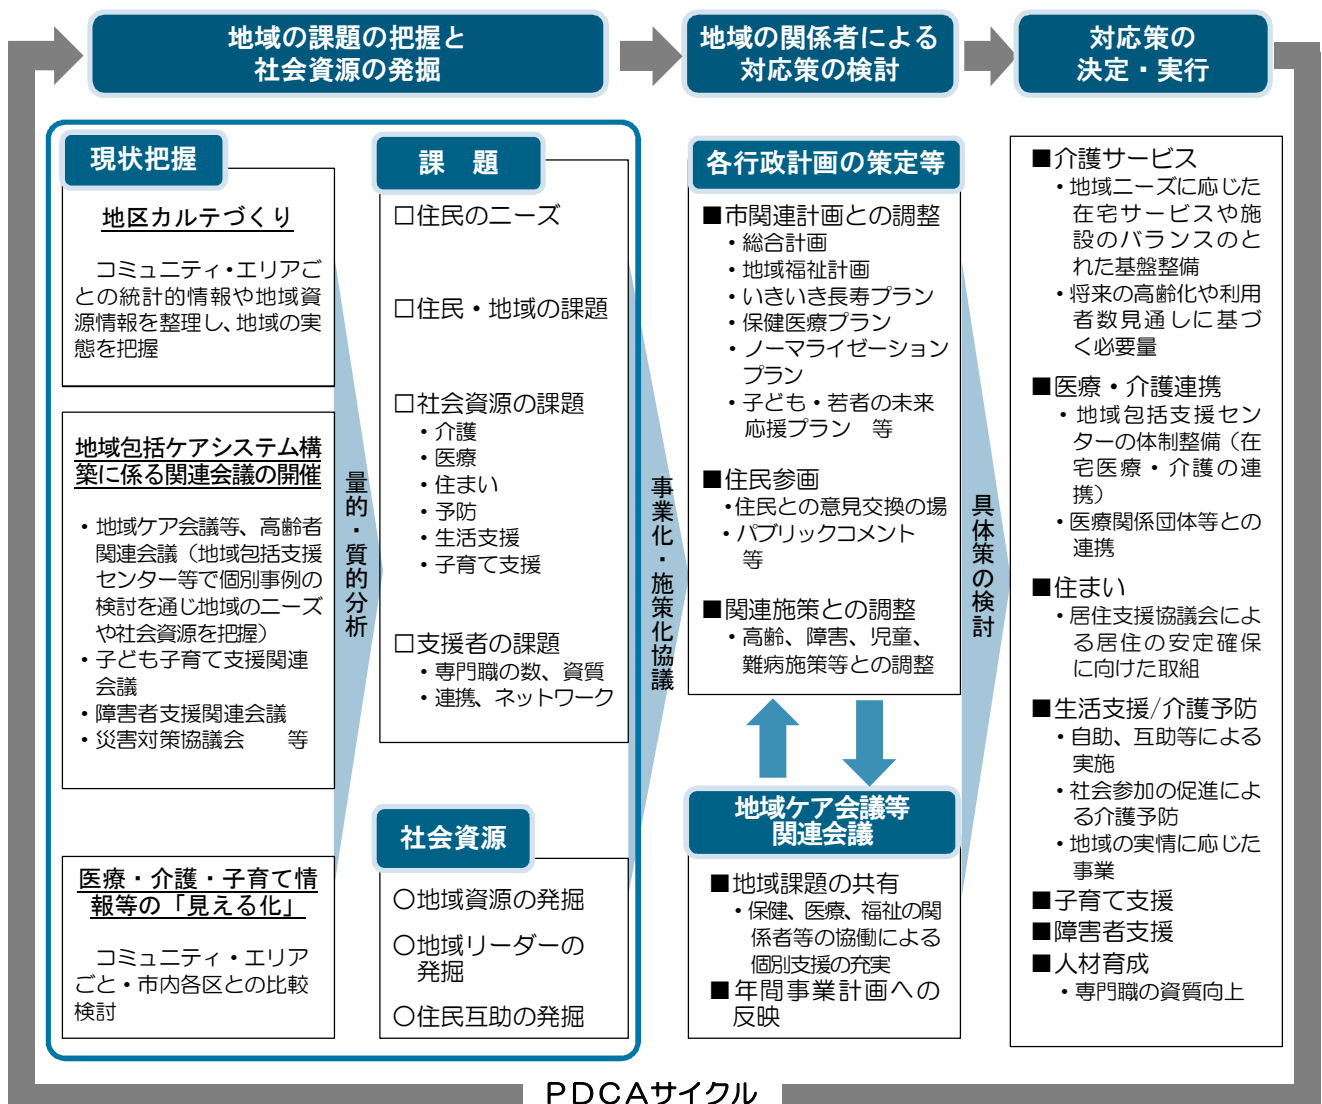 地域の課題の把握と
社会資源の発掘
地域の関係者による
対応策の検討
対応策の
決定・実行
現状把握
地区カルテづくり
コミュニティ・エリアご
との統計的情報や地域資
源情報を整理し、地域の実
態を把握
地域包括ケアシステム構
築に係る関連会議の開催
・地域ケア会議等、高齢者
関連会議（地域包括支援
センター等で個別事例の
検討を通じ地域のニーズ
や社会資源を把握）
・子ども子育て支援関連
会議
・障害者支援関連会議
・災害対策協議会　　等
医療・介護・子育て情
報等の「見える化」
コミュニティ・エリア
ごと・市内各区との比較
検討
量的・質的分析
課　題
□住民のニーズ
□住民・地域の課題
□社会資源の課題
・介護
・医療
・住まい
・予防
・生活支援
・子育て支援
□支援者の課題
・専門職の数、資質
・連携、ネットワーク
社会資源
○地域資源の発掘
○地域リーダーの
発掘
○住民互助の発掘
事業化・施策化協議
各行政計画の策定等
■市関連計画との調整
・総合計画
・地域福祉計画
・いきいき長寿プラン
・保健医療プラン
・ノーマライゼーション
プラン
・子ども・若者の未来
応援プラン　等
■住民参画
・住民との意見交換の場
・パブリックコメント
等
■関連施策との調整
・高齢、障害、児童、
難病施策等との調整
地域ケア会議等
関連会議
■地域課題の共有
・保健、医療、福祉の関
係者等の協働による
個別支援の充実
■年間事業計画への
反映
具体策の検討
■介護サービス
・地域ニーズに応じた
在宅サービスや施
設のバランスのと
れた基盤整備
・将来の高齢化や利用
者数見通しに基づ
く必要量
■医療・介護連携
・地域包括支援セン
ターの体制整備（在
宅医療・介護の連
携）
・医療関係団体等との
連携
■住まい
・居住支援協議会によ
る居住の安定確保
に向けた取組
■生活支援/介護予防
・自助、互助等による
実施
・社会参加の促進によ
る介護予防
・地域の実情に応じた
事業
■子育て支援
■障害者支援
■人材育成
・専門職の資質向上
PDCAサイクル